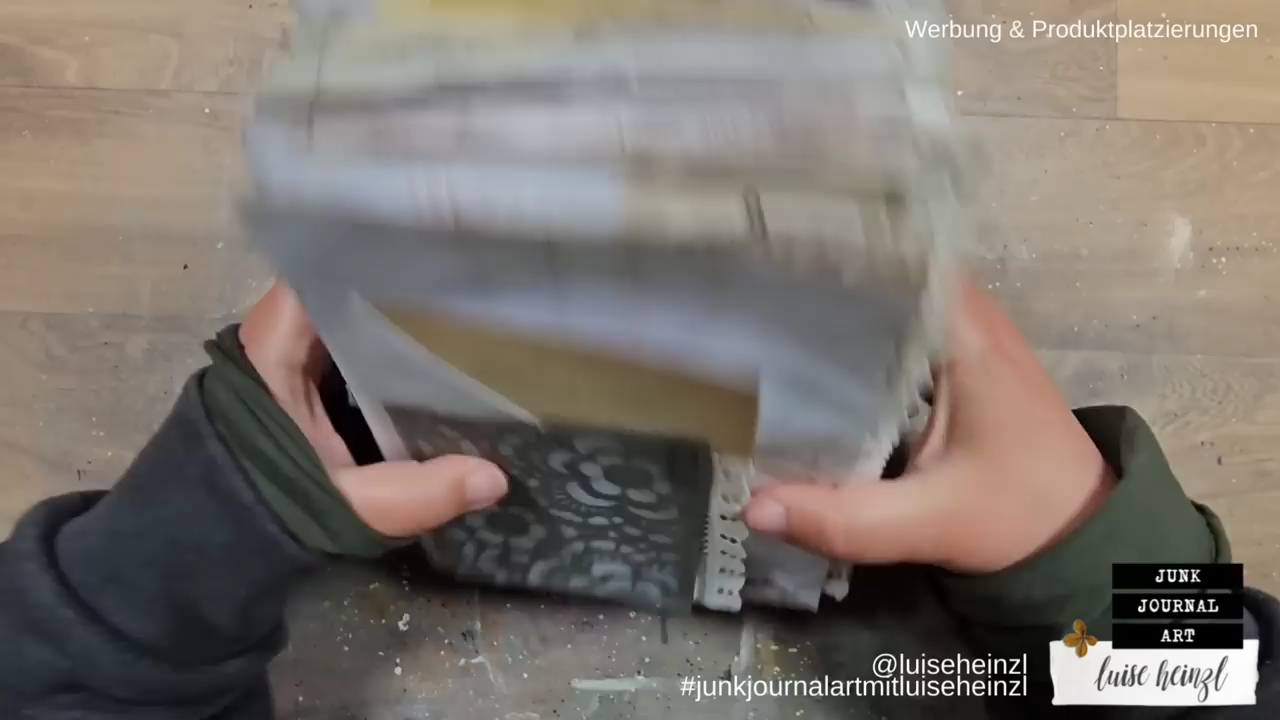 Werbung & Produktplatzierungen
JUNK
JOURNAL
ART
@luiseheinzl
luise heinzl
#junkjournalartmitluiseheinzl